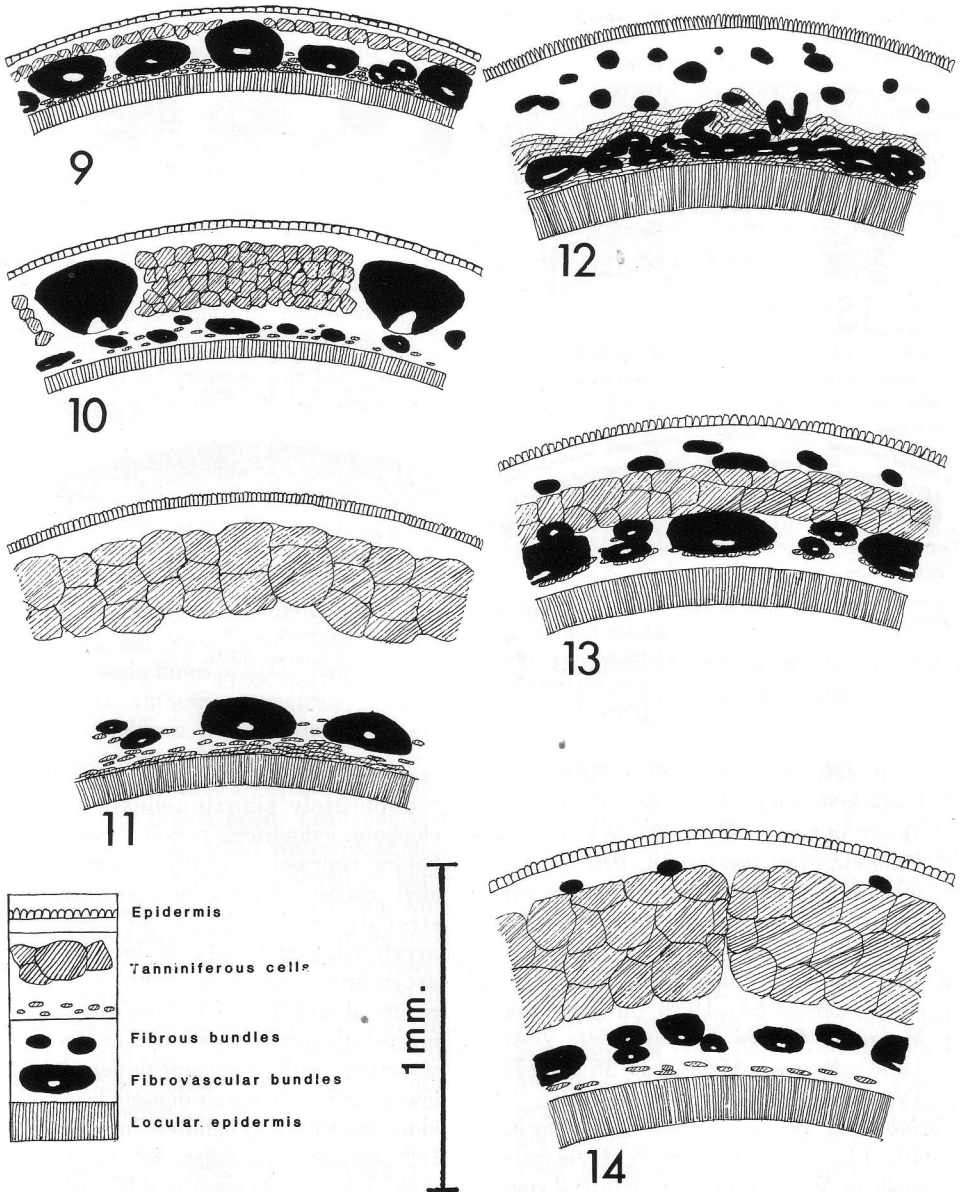 9
12
10
13
11
Epidermis
Tanniniferous cells
Fibrous bundles
Fibrovascular bundles
Locular epidermis
1mm.
14